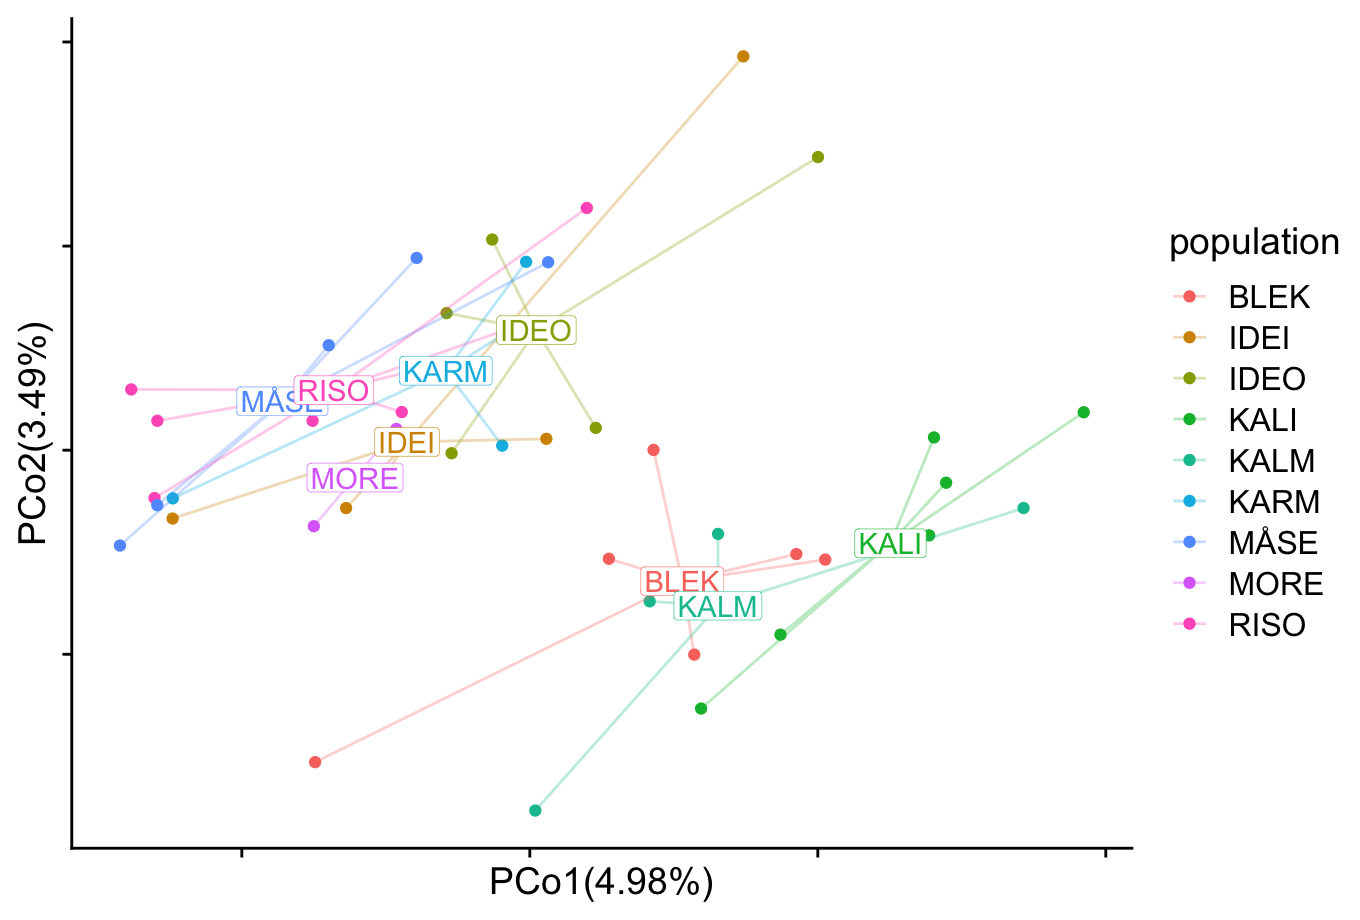 PCo2(3.49%)
IDEO
KARM
RISO
MÅSE
IDEI
MORE
KALI
BLEK
KALM
PCo1(4.98%)
population
BLEK
IDEI
IDEO
KALI
KALM
KARM
MÅSE
MORE
RISO